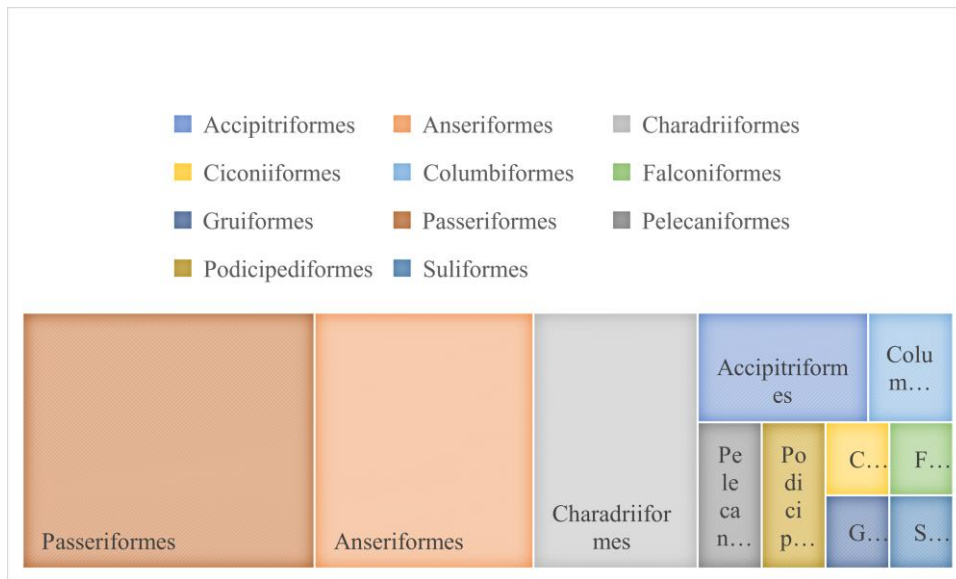 Accipitriformes Anseriformes Charadriiformes
Ciconiiformes Columbiformes Falconiformes
Gruiformes Passeriformes Pelecaniformes
Podicipediformes Suliformes
Passeriformes
Anseriformes
Charadriifor
mes
Accipitriform
es
Colu
m...
Pe
le
ca
n...
Po
di
ci
p...
C...
F...
G...
S...